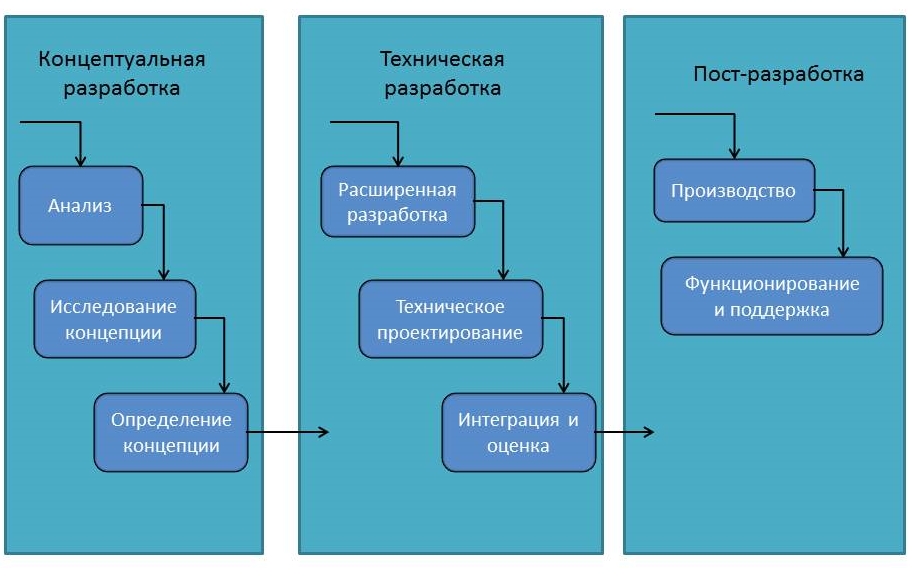 Концептуальная
разработка
Анализ
Исследование
концепции
Определение
концепции
Техническая
разработка
Расширенная
разработка
Техническое
проектирование
Интеграция и
оценка
Пост-разработка
Производство
Функционирование
и поддержка